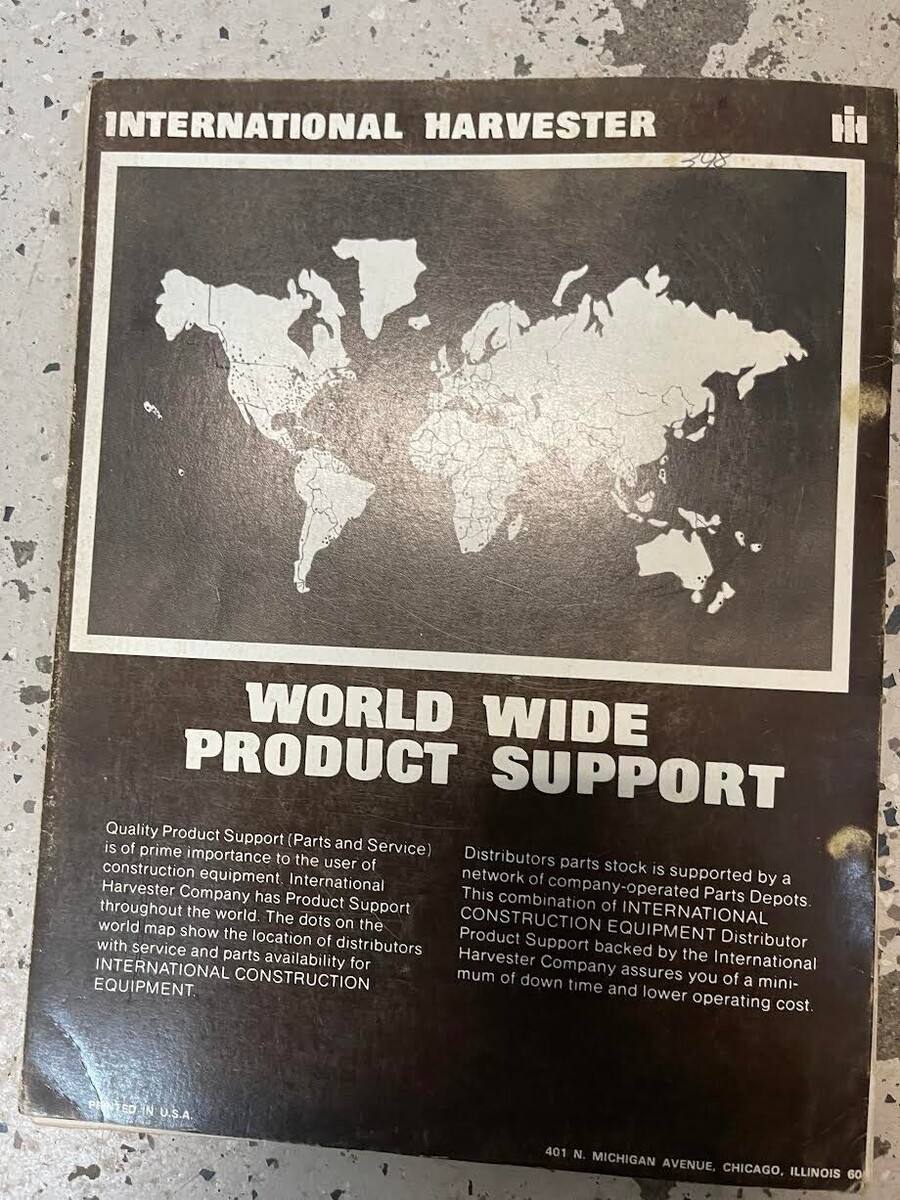 INTERNATIONAL HARVESTER
398
WORLD WIDE
PRODUCT SUPPORT
Quality Product Support (Parts and Service)
is of prime importance to the user of
construction equipment. International
Harvester Company has Product Support
throughout the world. The dots on the
world map show the location of distributors
with service and parts availability for
INTERNATIONAL CONSTRUCTION
EQUIPMENT.
Distributors parts stock is supported by a
network of company-operated Parts Depots.
This combination of INTERNATIONAL
CONSTRUCTION EQUIPMENT Distributor
Product Support backed by the International
Harvester Company assures you of a mini-
mum of down time and lower operating cost.
PRINTED IN U.S.A.
401 N. MICHIGAN AVENUE, CHICAGO, ILLINOIS 60